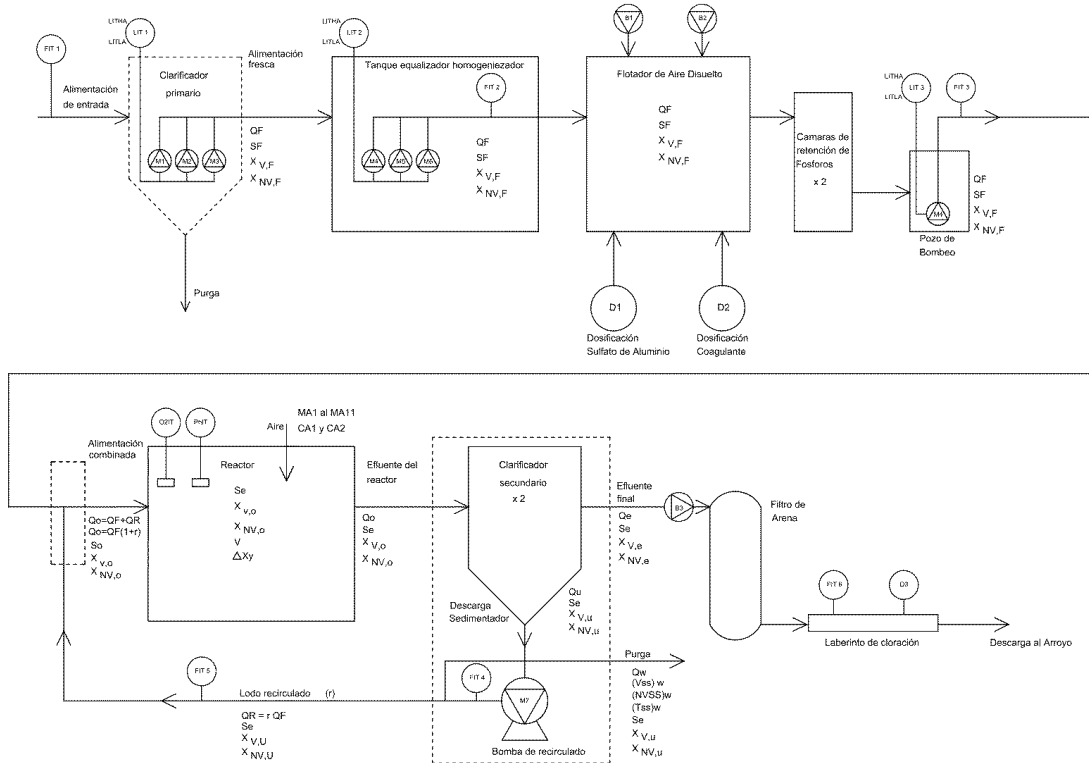 FIT 1
Alimentación
de entrada
LITHA
LITLA
LIT 1
Clarificador
primario
M1
M2
M3
Purga
Alimentación
fresca
QF
SF
X V,F
X NV,F
LITHA
LITLA
LIT 2
Tanque equalizador homogeniezador
FIT 2
M4
M5
M6
QF
SF
X V,F
X NV,F
B1
B2
Flotador de Aire Disuelto
QF
SF
X V,F
X NV,F
D1
Dosificación
Sulfato de Aluminio
D2
Dosificación
Coagulante
Camaras de
retención de
Fosforos
x 2
LITHA
LITLA
LIT 3
FIT 3
QF
SF
X V,F
X NV,F
Pozo de
Bombeo
Alimentación
combinada
Qo=QF+QR
Qo=QF(1+r)
So
X v,o
X NV,o
O2IT
PhIT
Aire
MA1 al MA11
CA1 y CA2
Reactor
Se
X v,o
X NV,o
V
△Xy
Efluente del
reactor
Qo
Se
X V,o
X NV,o
Clarificador
secundario
x 2
Descarga
Sedimentador
Qu
Se
X V,u
X NV,u
Efluente
final
Qe
Se
X V,e
X NV,e
B3
Filtro de
Arena
FIT 6
D3
Laberinto de cloración
Descarga al Arroyo
Purga
Qw
(Vss) w
(NVSS)w
(Tss)w
Se
X V,u
X NV,u
FIT 4
M7
Bomba de recirculado
FIT 5
Lodo recirculado (r)
QR = r QF
Se
X V,U
X NV,U